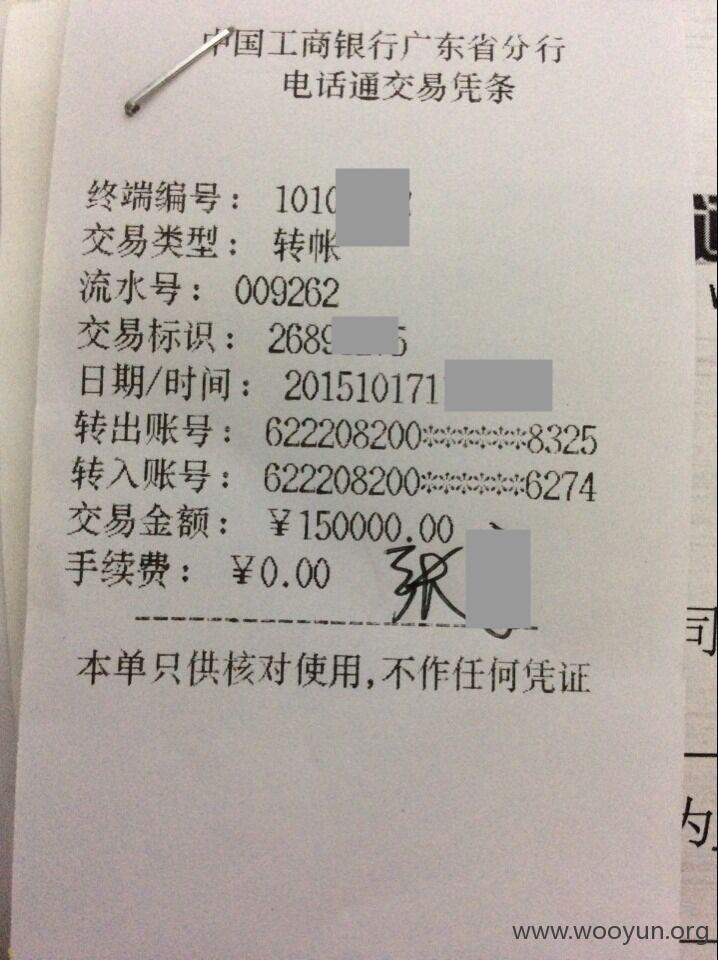 中国工商银行广东省分行
电话通交易凭条
终端编号： 1010
交易类型： 转帐
流水号： 009262
交易标识： 2689 5
日期/时间： 201510171
转出账号： 622208200******8325
转入账号： 622208200******6274
交易金额： ￥150000.00
手续费： ￥0.00
张
本单只供核对使用,不作任何凭证
同
为
www.wooyun.org